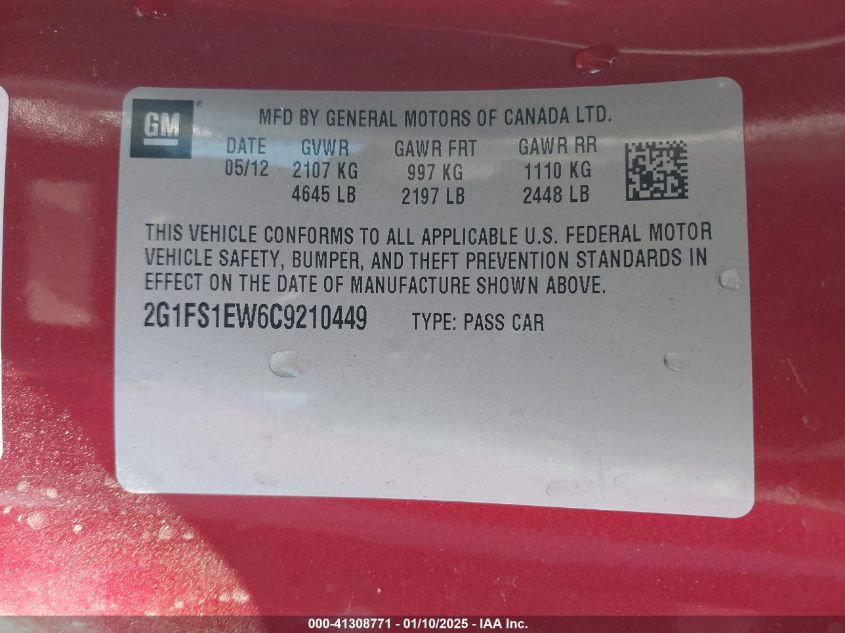 GM ®
MFD BY GENERAL MOTORS OF CANADA LTD.
DATE GVWR GAWR FRT GAWR RR
05/12 2107 KG 997 KG 1110 KG
4645 LB 2197 LB 2448 LB
THIS VEHICLE CONFORMS TO ALL APPLICABLE U.S. FEDERAL MOTOR
VEHICLE SAFETY, BUMPER, AND THEFT PREVENTION STANDARDS IN
EFFECT ON THE DATE OF MANUFACTURE SHOWN ABOVE.
2G1FS1EW6C9210449 TYPE: PASS CAR
000-41308771 - 01/10/2025 - IAA Inc.